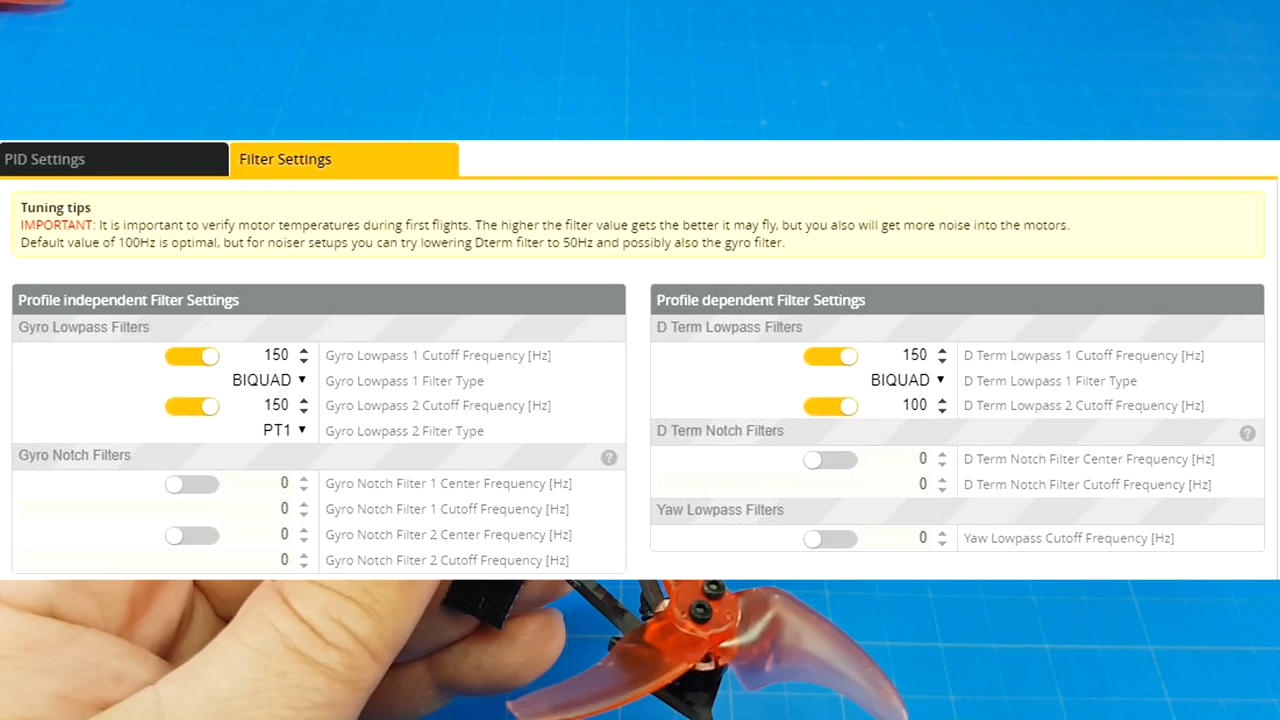 PID Settings
Filter Settings
Tuning tips
IMPORTANT: It is important to verify motor temperatures during first flights. The higher the filter value gets the better it may fly, but you also will get more noise into the motors.
Default value of 100Hz is optimal, but for noiser setups you can try lowering Dterm filter to 50Hz and possibly also the gyro filter.
Profile independent Filter Settings
Gyro Lowpass Filters
150 Gyro Lowpass 1 Cutoff Frequency [Hz]
BIQUAD Gyro Lowpass 1 Filter Type
150 Gyro Lowpass 2 Cutoff Frequency [Hz]
PT1 Gyro Lowpass 2 Filter Type
Gyro Notch Filters ?
0 Gyro Notch Filter 1 Center Frequency [Hz]
0 Gyro Notch Filter 1 Cutoff Frequency [Hz]
0 Gyro Notch Filter 2 Center Frequency [Hz]
0 Gyro Notch Filter 2 Cutoff Frequency [Hz]
Profile dependent Filter Settings
D Term Lowpass Filters
150 D Term Lowpass 1 Cutoff Frequency [Hz]
BIQUAD D Term Lowpass 1 Filter Type
100 D Term Lowpass 2 Cutoff Frequency [Hz]
D Term Notch Filters ?
0 D Term Notch Filter Center Frequency [Hz]
0 D Term Notch Filter Cutoff Frequency [Hz]
Yaw Lowpass Filters
0 Yaw Lowpass Cutoff Frequency [Hz]